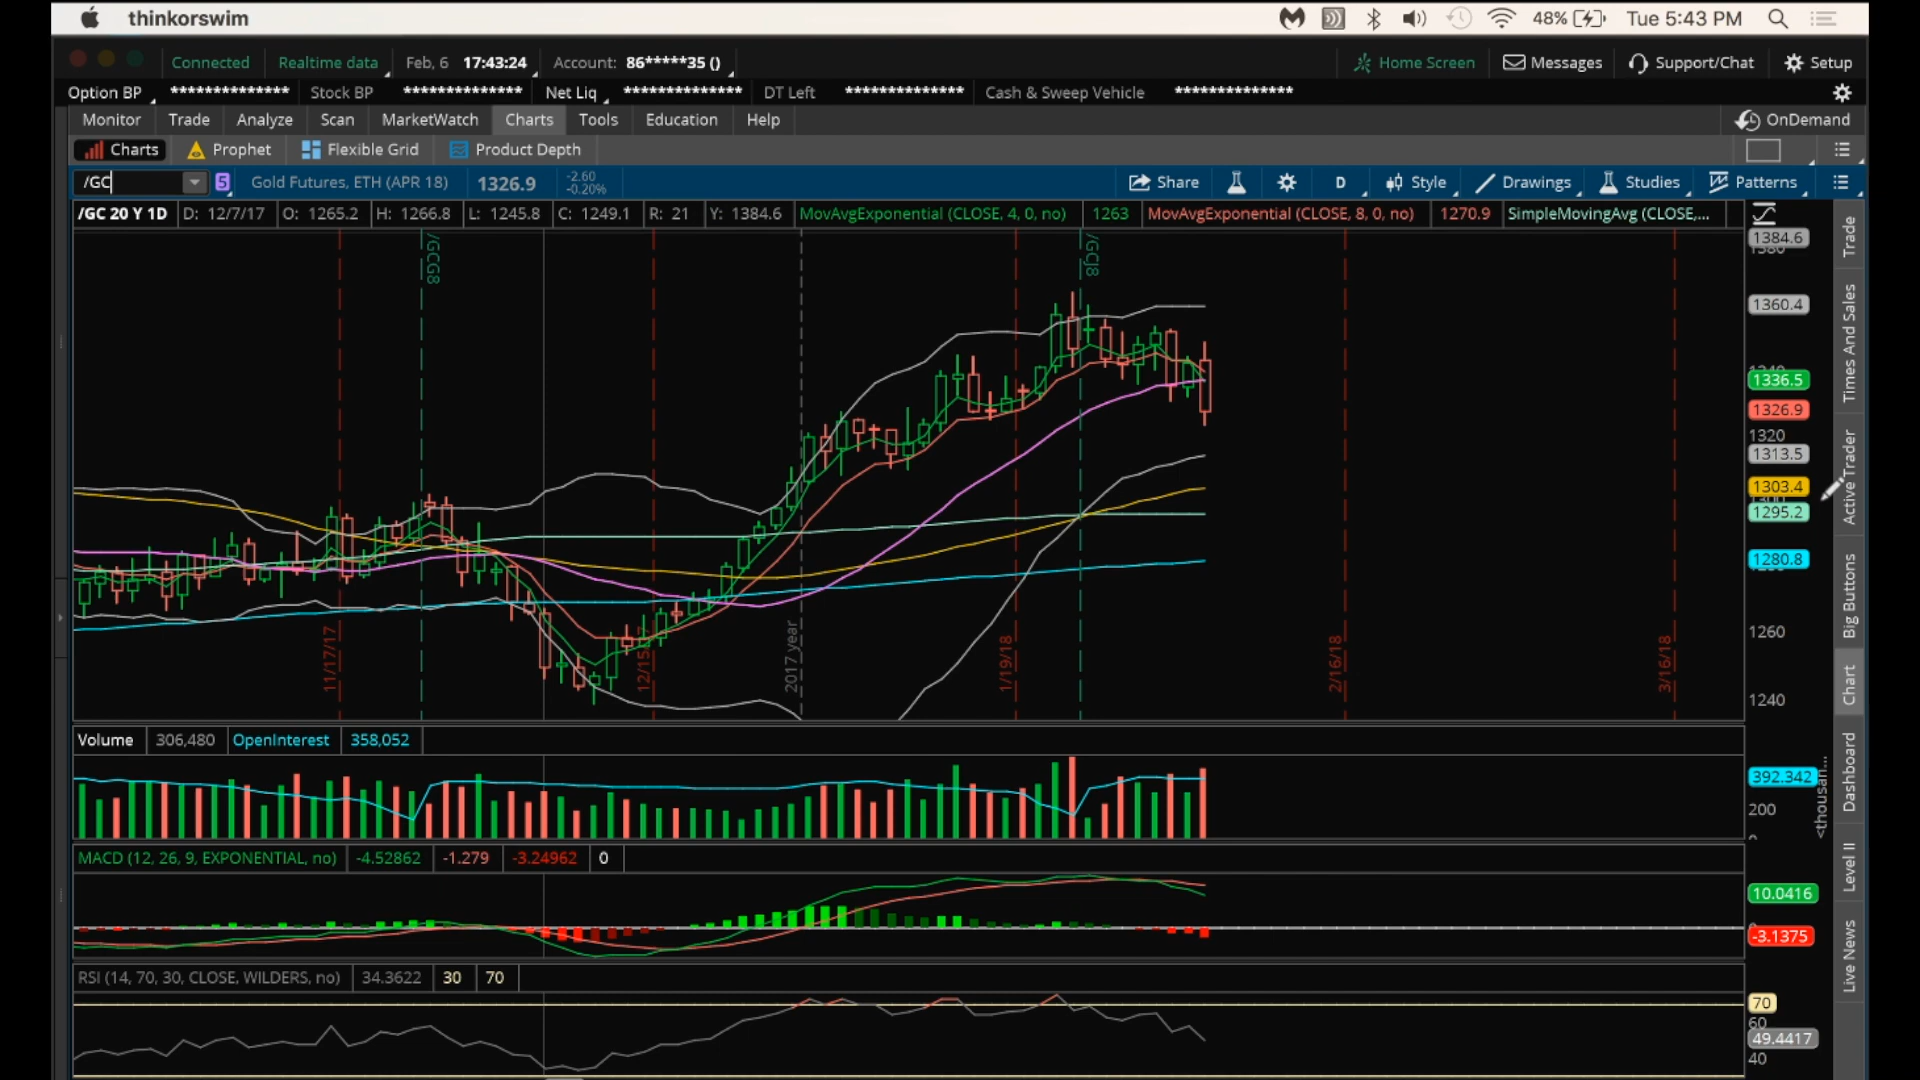 thinkorswim 48% Tue 5:43 PM
Connected Realtime data Feb, 6 17:43:24 Account: 86*****35 () Home Screen Messages Support/Chat Setup
Option BP ************** Stock BP ************** Net Liq ************** DT Left ************** Cash & Sweep Vehicle **************
Monitor Trade Analyze Scan MarketWatch Charts Tools Education Help OnDemand
Charts Prophet Flexible Grid Product Depth
/GC 5 Gold Futures, ETH (APR 18) 1326.9 -2.60 -0.20% Share D Style Drawings Studies Patterns
/GC 20 Y 1D D: 12/7/17 O: 1265.2 H: 1266.8 L: 1245.8 C: 1249.1 R: 21 Y: 1384.6 MovAvgExponential (CLOSE, 4, 0, no) 1263 MovAvgExponential (CLOSE, 8, 0, no) 1270.9 SimpleMovingAvg (CLOSE,...
/GCG8
/GCJ8
1384.6
1380
1360.4
1340
1336.5
1326.9
1320
1313.5
1303.4
1300
1295.2
1280.8
1260
1240
11/17/17
12/15/17
2017 year
1/19/18
2/16/18
3/16/18
Volume 306,480 OpenInterest 358,052
392.342
200
0
<thousan...
MACD (12, 26, 9, EXPONENTIAL, no) -4.52862 -1.279 -3.24962 0
10.0416
-3.1375
RSI (14, 70, 30, CLOSE, WILDERS, no) 34.3622 30 70
70
60
49.4417
40
Trade
Times And Sales
Active Trader
Big Buttons
Chart
Dashboard
Level II
Live News